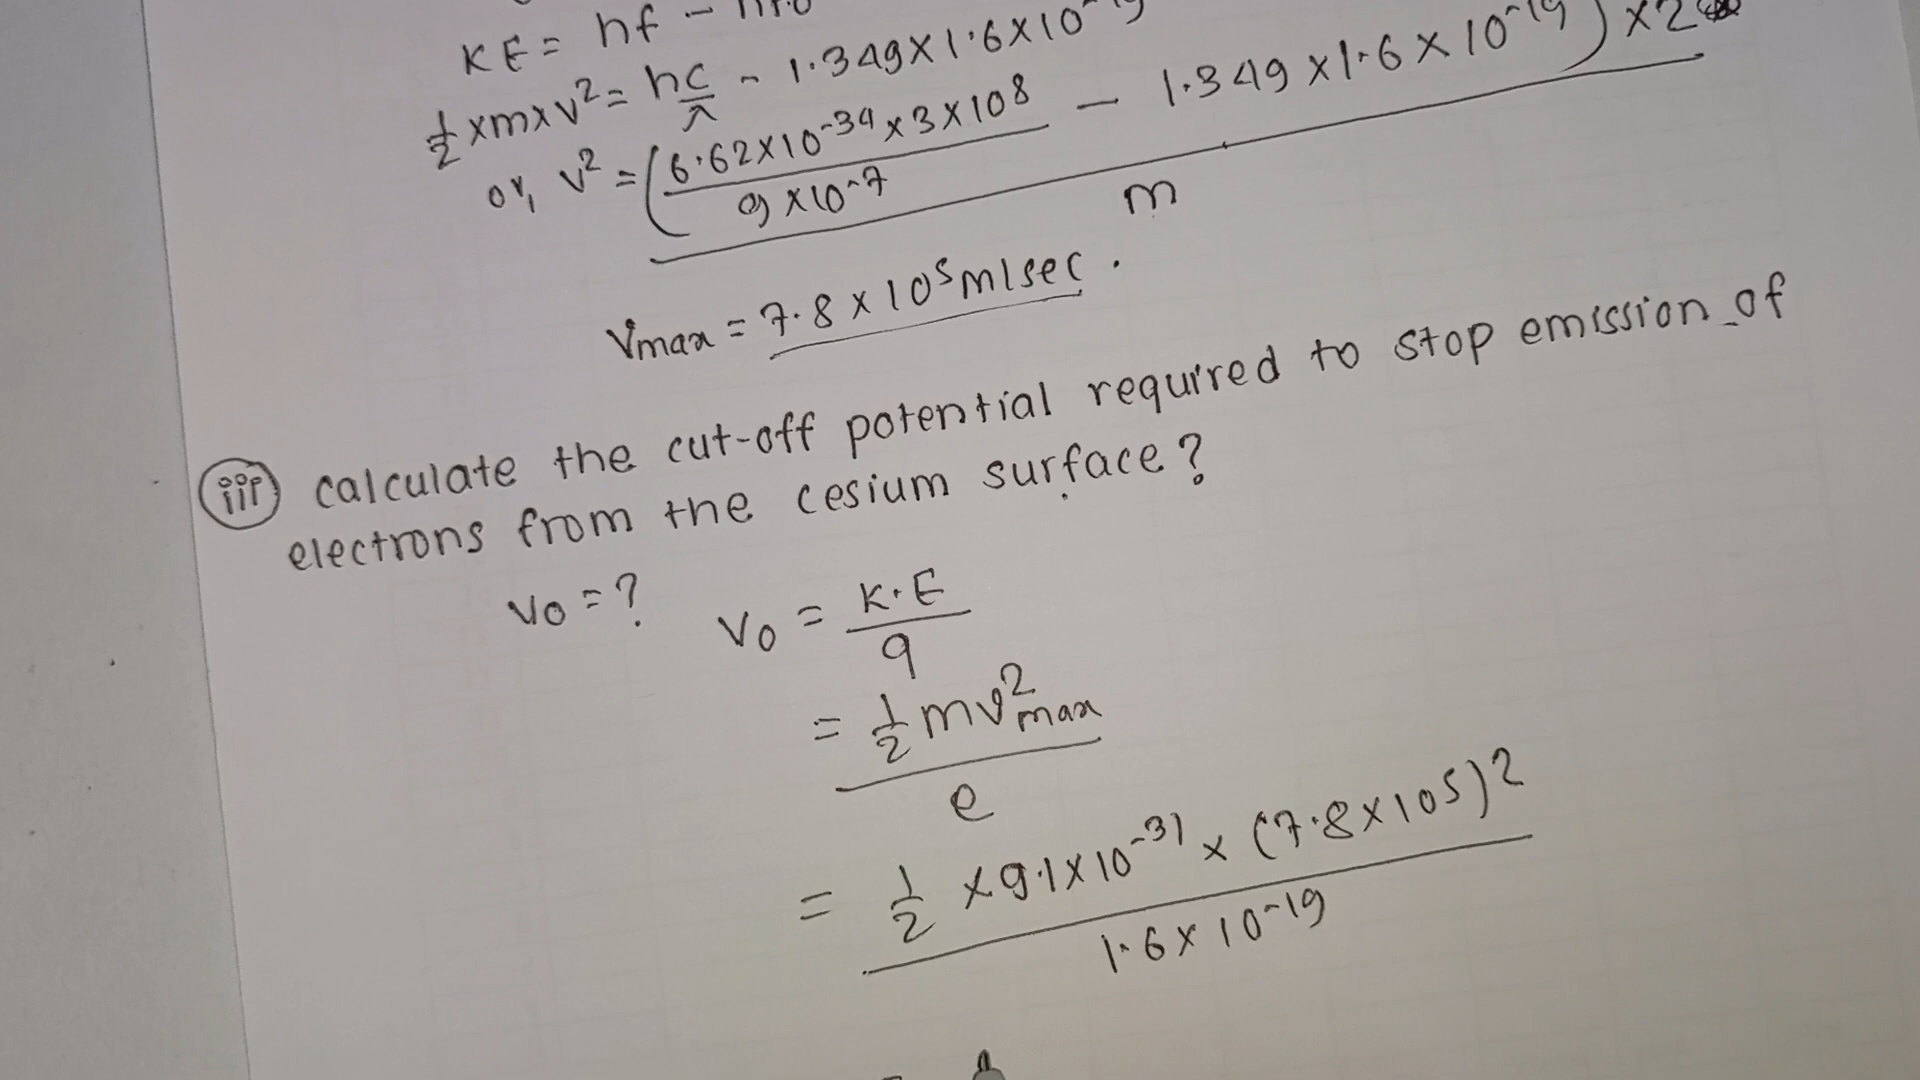 KE = hf -
½ x m x v² = hc/λ - 1.349 x 1.6 x 10⁻¹⁹
or, v² = (6.62 x 10⁻³⁴ x 3 x 10⁸ / 9 x 10⁻⁷ - 1.349 x 1.6 x 10⁻¹⁹) x 2 / m
Vmax = 7.8 x 10⁵ m/sec.
(iii) calculate the cut-off potential required to stop emission of
electrons from the cesium surface?
V₀ = ? V₀ = K.E / q
= ½ m v²max / e
= ½ x 9.1 x 10⁻³¹ x (7.8 x 10⁵)² / 1.6 x 10⁻¹⁹